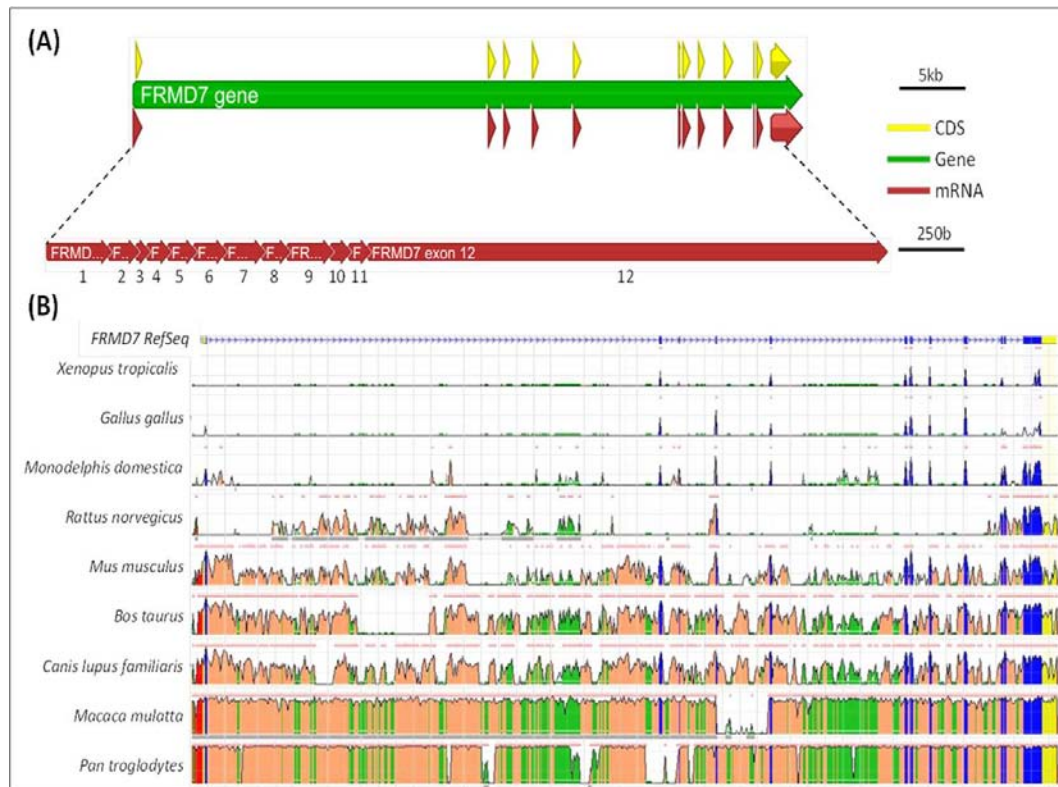 (A)
FRMD7 gene
5kb
CDS
Gene
mRNA
FRMD... F.. F F F... F... F.. FR... F FRMD7 exon 12
250b
1 2 3 4 5 6 7 8 9 10 11 12
(B)
FRMD7 RefSeq
Xenopus tropicalis
Gallus gallus
Monodelphis domestica
Rattus norvegicus
Mus musculus
Bos taurus
Canis lupus familiaris
Macaca mulatta
Pan troglodytes